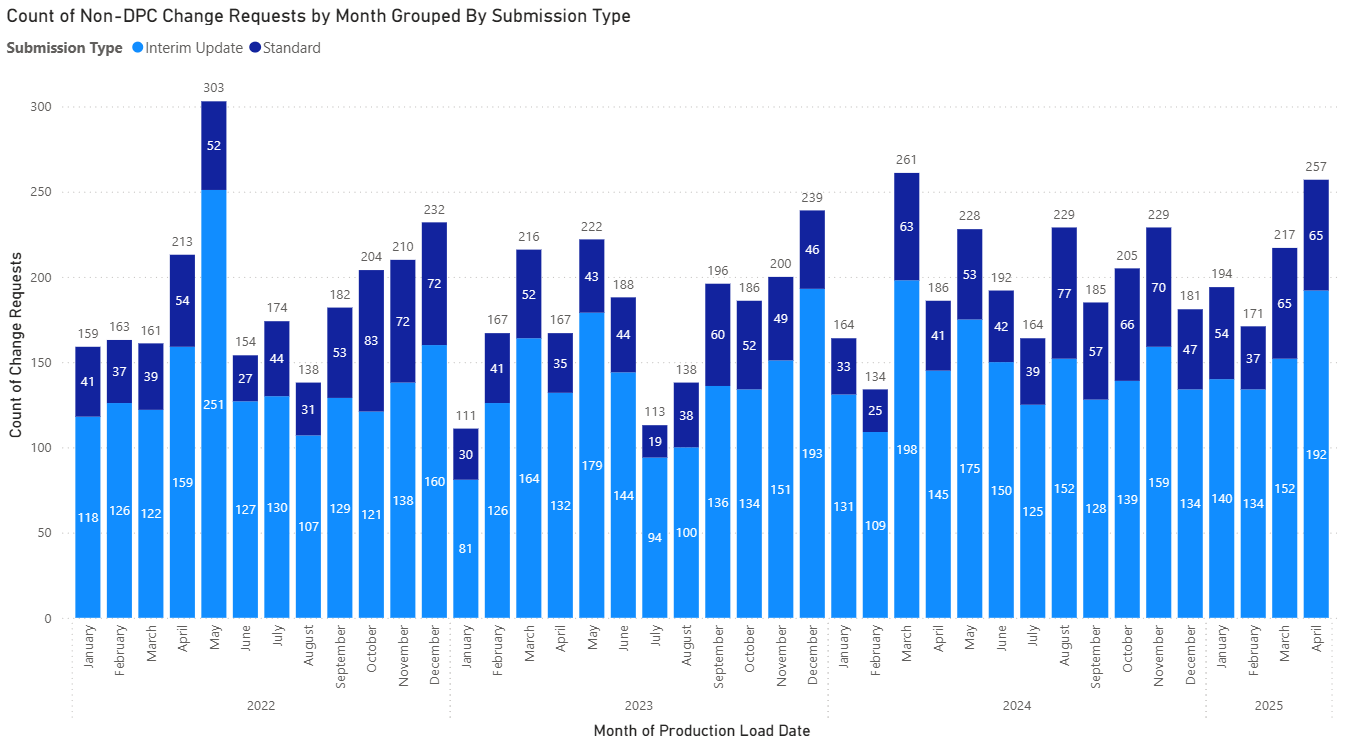 Count of Non-DPC Change Requests by Month Grouped By Submission Type
Submission Type Interim Update Standard
Count of Change Requests
300
250
200
150
100
50
0
159 163 161 213 303 154 174 138 182 204 210 232 111 167 216 167 222 188 113 138 196 186 200 239 164 134 261 186 228 192 164 229 185 205 229 181 194 171 217 257
41 37 39 54 52 27 44 31 53 83 72 72 30 41 52 35 43 44 19 38 60 52 49 46 33 25 63 41 53 42 39 77 57 66 70 47 54 37 65 65
118 126 122 159 251 127 130 107 129 121 138 160 81 126 164 132 179 144 94 100 136 134 151 193 131 109 198 145 175 150 125 152 128 139 159 134 140 134 152 192
January February March April May June July August September October November December January February March April May June July August September October November December January February March April May June July August September October November December January February March April
2022 2023 2024 2025
Month of Production Load Date